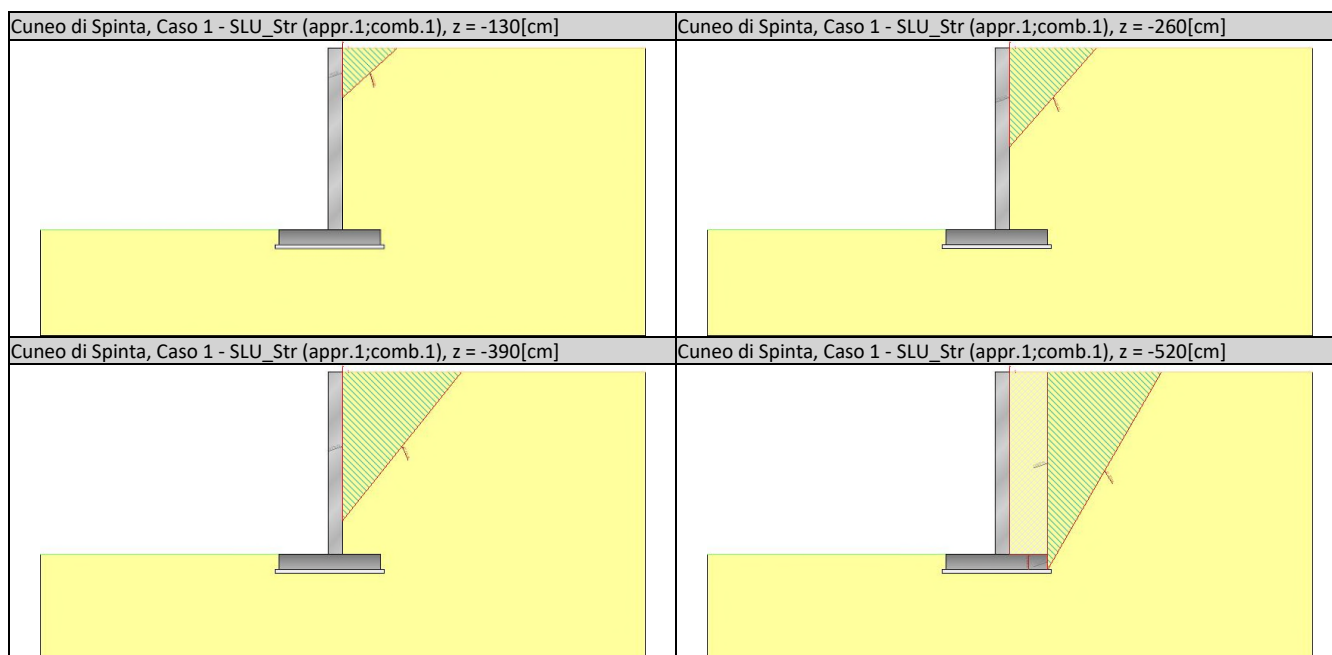 Cuneo di Spinta, Caso 1 - SLU_Str (appr.1;comb.1), z = -130[cm]
Cuneo di Spinta, Caso 1 - SLU_Str (appr.1;comb.1), z = -260[cm]
Cuneo di Spinta, Caso 1 - SLU_Str (appr.1;comb.1), z = -390[cm]
Cuneo di Spinta, Caso 1 - SLU_Str (appr.1;comb.1), z = -520[cm]